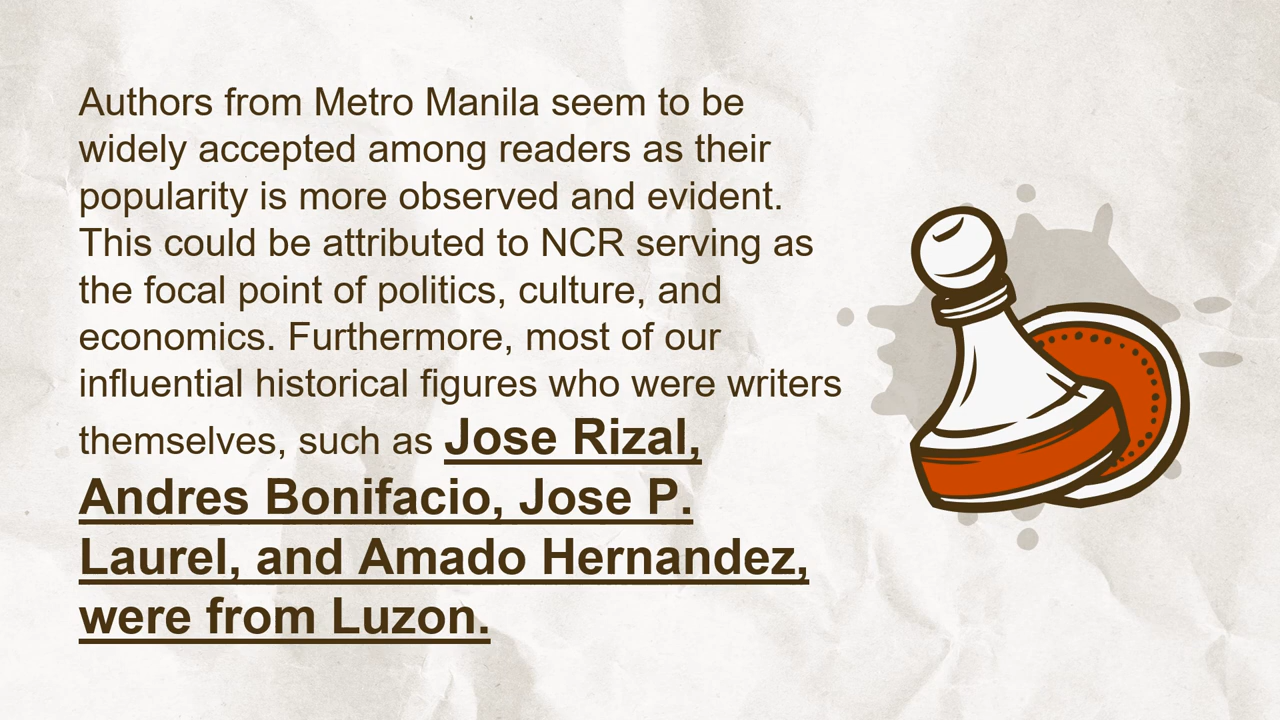 Authors from Metro Manila seem to be
widely accepted among readers as their
popularity is more observed and evident.
This could be attributed to NCR serving as
the focal point of politics, culture, and
economics. Furthermore, most of our
influential historical figures who were writers
themselves, such as Jose Rizal,
Andres Bonifacio, Jose P.
Laurel, and Amado Hernandez,
were from Luzon.